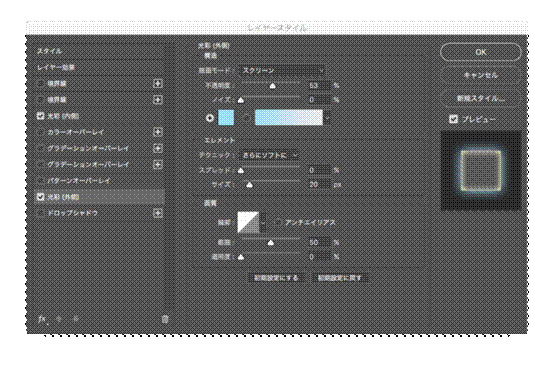 レイヤースタイル
スタイル
レイヤー効果
境界線
境界線
光彩 (内側)
カラーオーバーレイ
グラデーションオーバーレイ
グラデーションオーバーレイ
パターンオーバーレイ
光彩 (外側)
ドロップシャドウ
fx
光彩 (外側)
構造
描画モード : スクリーン
不透明度 : 53 %
ノイズ : 0 %
エレメント
テクニック : さらにソフトに
スプレッド : 0 %
サイズ : 20 px
画質
輪郭 : アンチエイリアス
範囲 : 50 %
適用度 : 0 %
初期設定にする 初期設定に戻す
OK
キャンセル
新規スタイル...
プレビュー